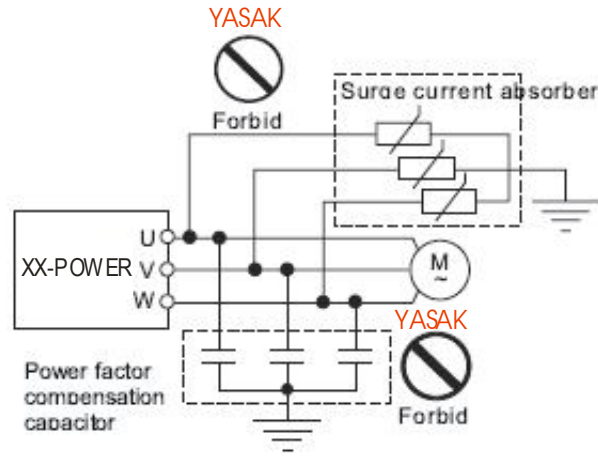 YASAK
Forbid
Surge current absorber
XX-POWER
U
V
W
M
~
YASAK
Forbid
Power factor
compensation
capacitor